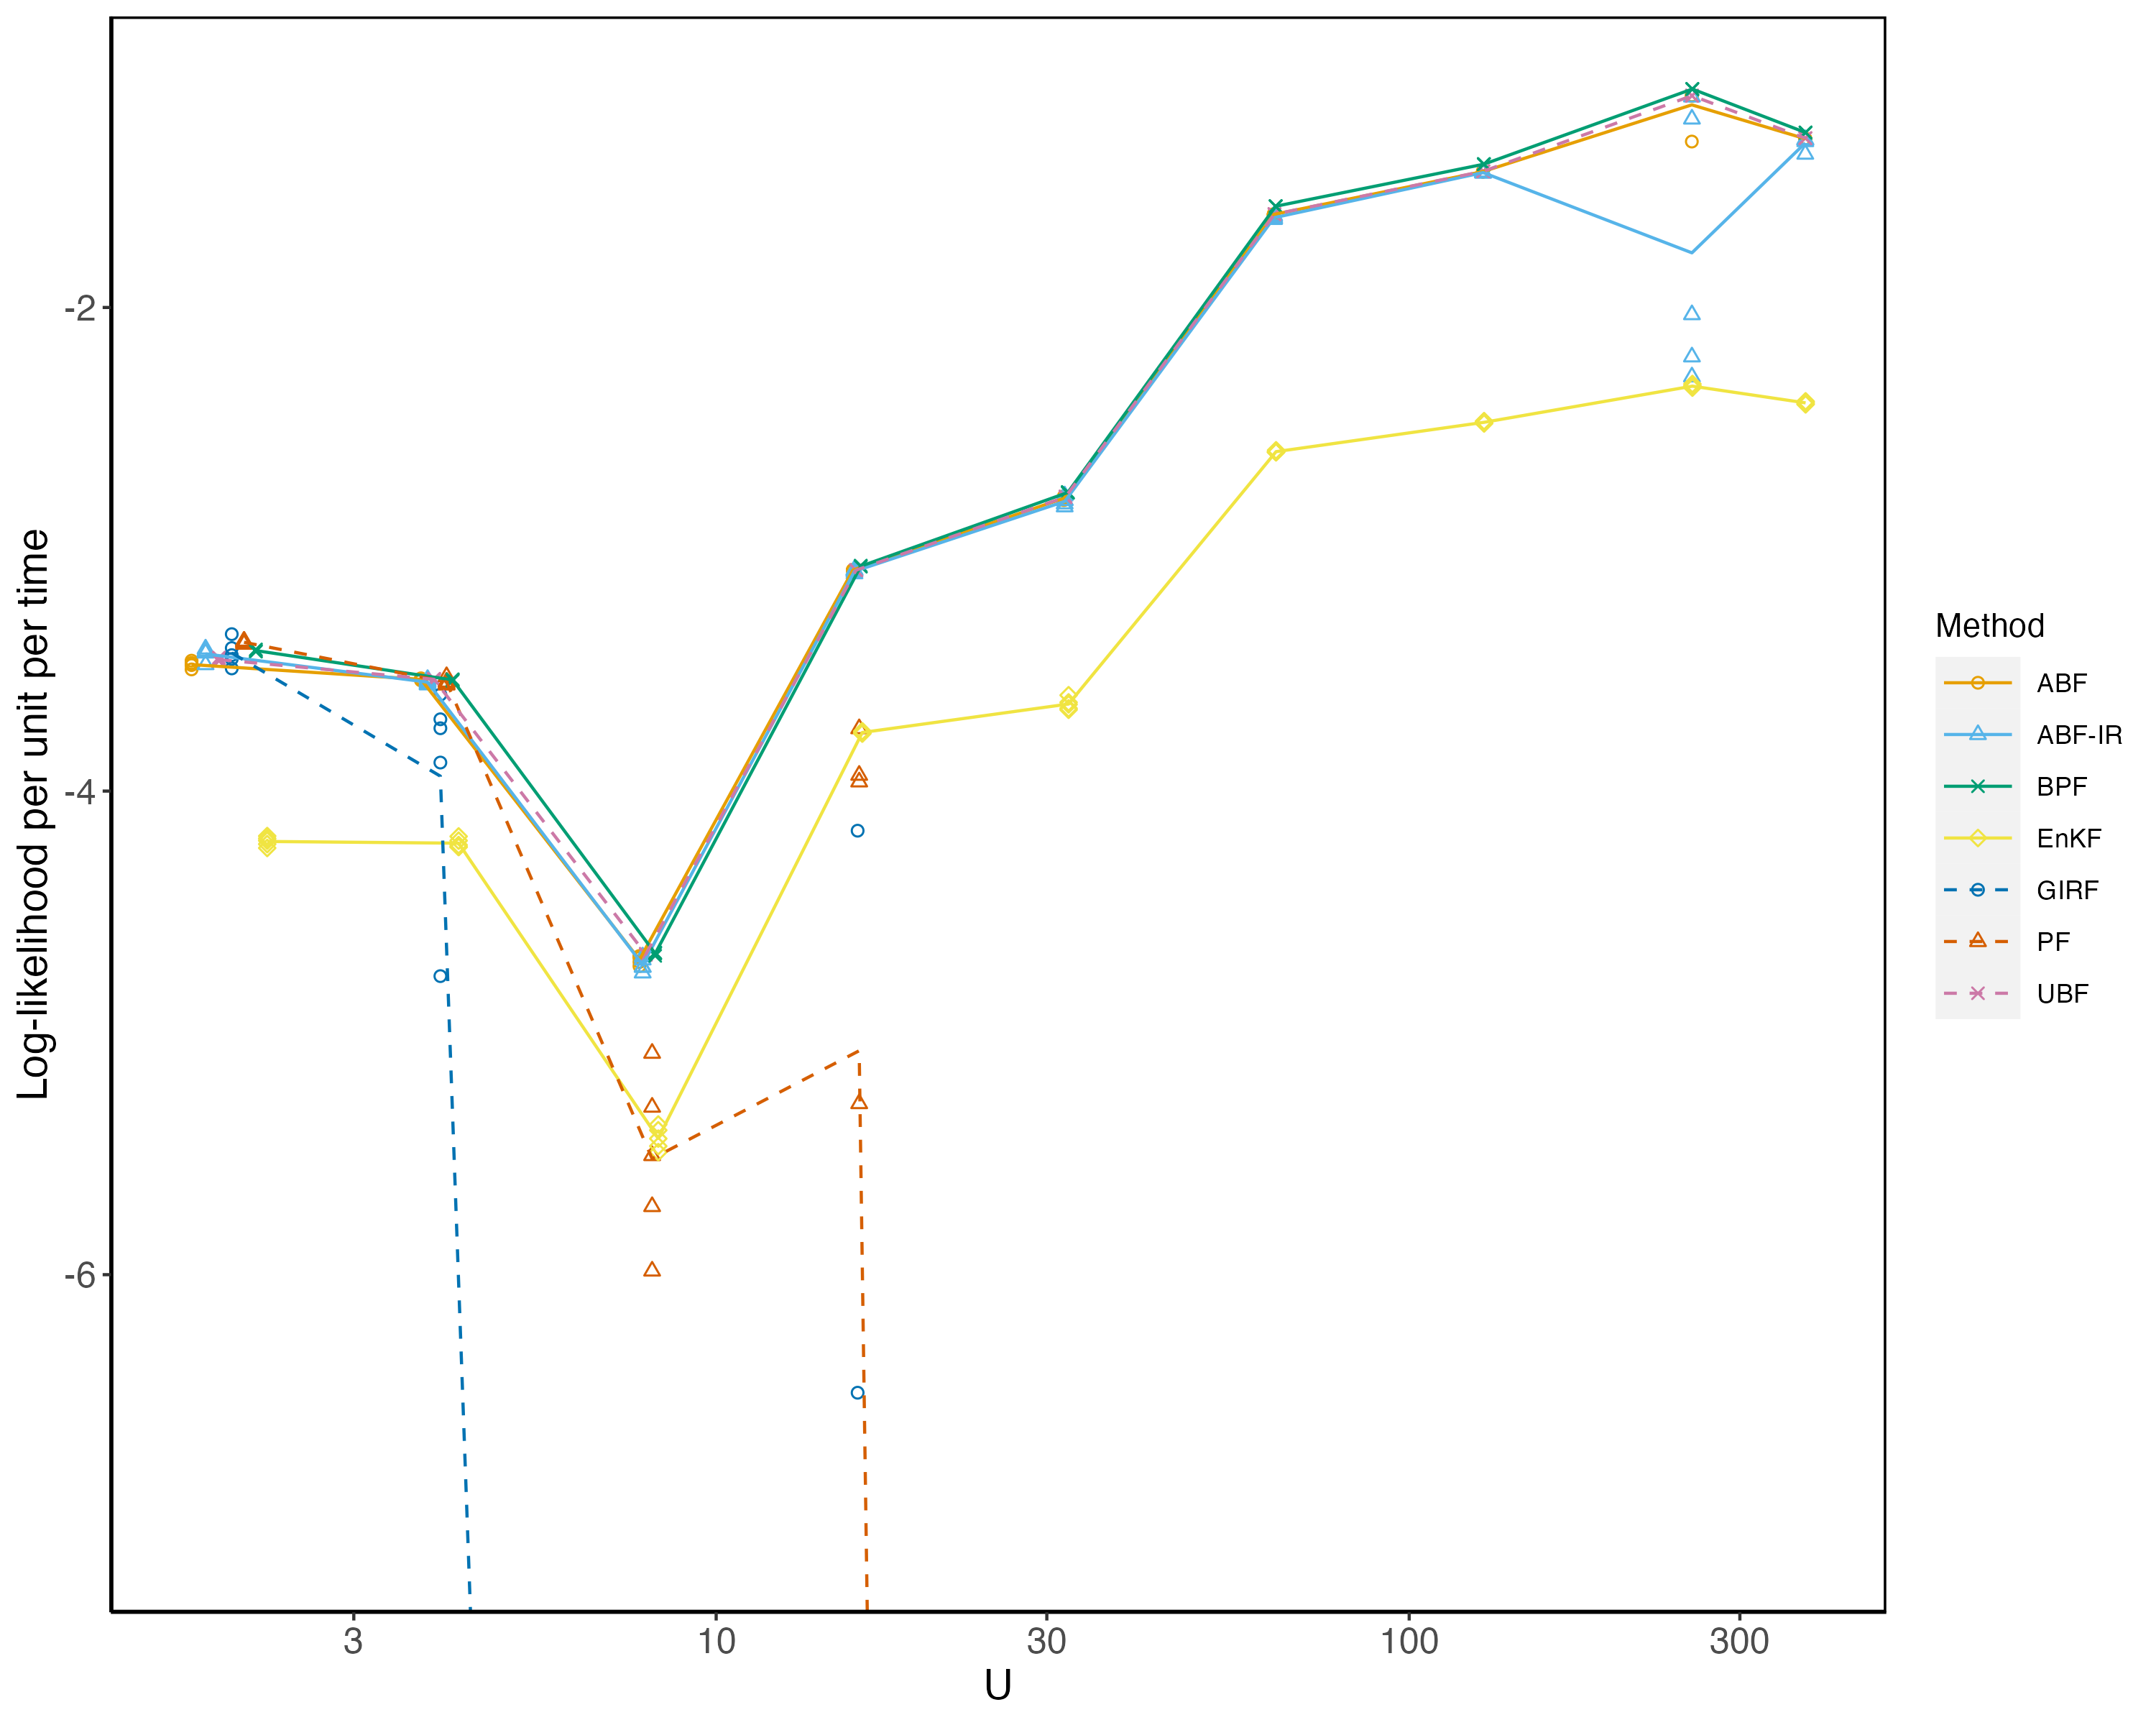 Log-likelihood per unit per time
-2
-4
-6
3
10
30
100
300
U
Method
ABF
ABF-IR
BPF
EnKF
GIRF
PF
UBF